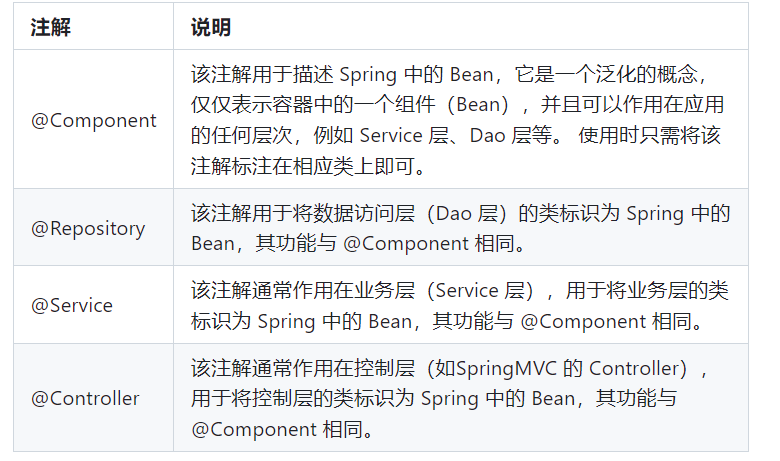 注解 说明
@Component
该注解用于描述 Spring 中的 Bean，它是一个泛化的概念，
仅仅表示容器中的一个组件（Bean），并且可以作用在应用
的任何层次，例如 Service 层、Dao 层等。 使用时只需将该
注解标注在相应类上即可。
@Repository
该注解用于将数据访问层（Dao 层）的类标识为 Spring 中的
Bean，其功能与 @Component 相同。
@Service
该注解通常作用在业务层（Service 层），用于将业务层的类
标识为 Spring 中的 Bean，其功能与 @Component 相同。
@Controller
该注解通常作用在控制层（如SpringMVC 的 Controller），
用于将控制层的类标识为 Spring 中的 Bean，其功能与
@Component 相同。